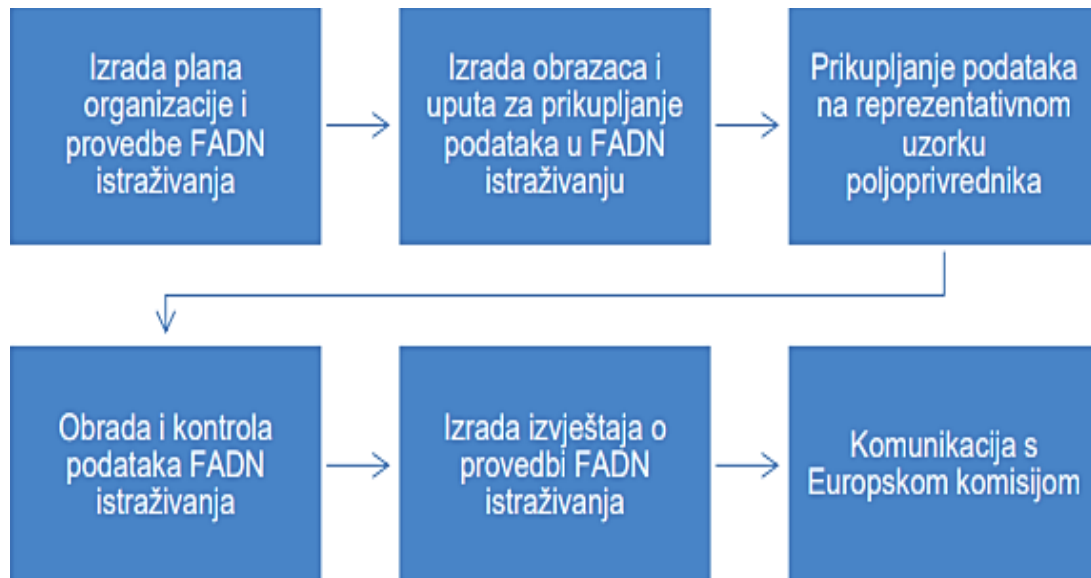 Izrada plana
organizacije i
provedbe FADN
istraživanja
Izrada obrazaca i
uputa za prikupljanje
podataka u FADN
istraživanju
Prikupljanje podataka
na reprezentativnom
uzorku
poljoprivrednika
Obrada i kontrola
podataka FADN
istraživanja
Izrada izvještaja o
provedbi FADN
istraživanja
Komunikacija s
Europskom komisijom